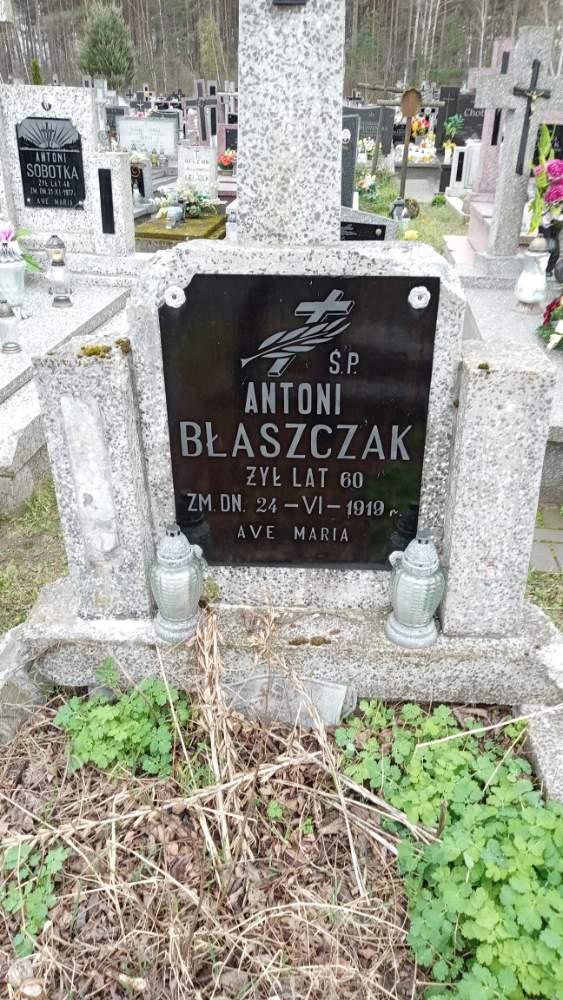 Ś.P.
ANTONI
BŁASZCZAK
ŻYŁ LAT 60
ZM. DN. 24-VI-1919 r.
AVE MARIA
ANTONI
SOBOTKA
ŻYŁ LAT 48
AVE MARIA
HELENA